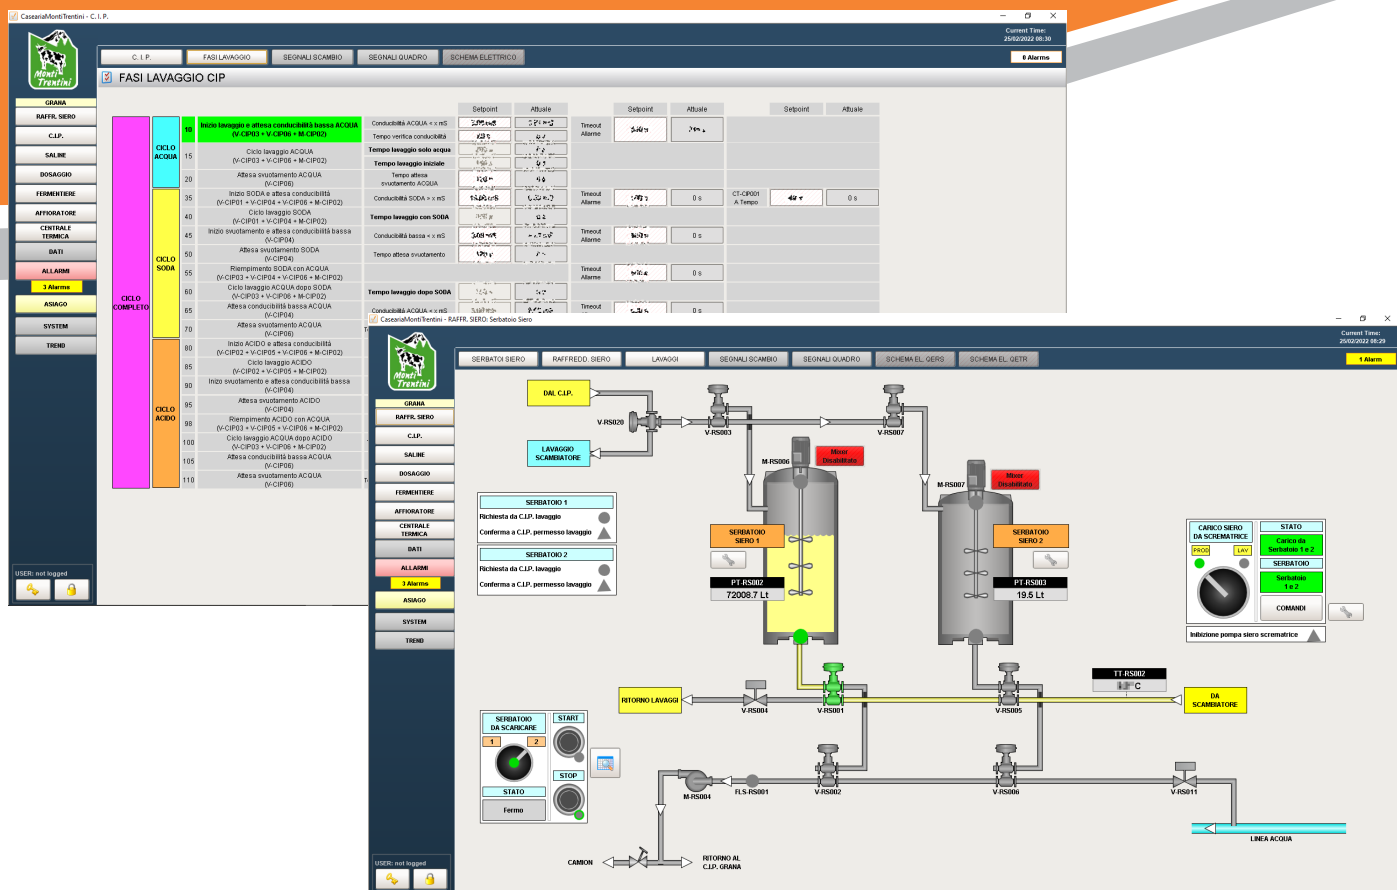 CaseariaMontiTrentini - C. I. P.
Current Time:
25/02/2022 08:30
C. I. P.
FASI LAVAGGIO
SEGNALI SCAMBIO
SEGNALI QUADRO
SCHEMA ELETTRICO
0 Alarms
Monti
Trentini
FASI LAVAGGIO CIP
GRANA
RAFFR. SIERO
C.I.P.
SALINE
DOSAGGIO
FERMENTIERE
AFFIORATORE
CENTRALE
TERMICA
DATI
ALLARMI
3 Alarms
ASIAGO
SYSTEM
TREND
USER: not logged
Setpoint Attuale Setpoint Attuale Setpoint Attuale
CICLO
COMPLETO
CICLO
ACQUA
10 Inizio lavaggio e attesa conducibilità bassa ACQUA
(V-CIP03 + V-CIP06 + M-CIP02)
Conducibilità ACQUA < x mS
Tempo verifica conducibilità
Timeout
Allarme
15 Ciclo lavaggio ACQUA
(V-CIP03 + V-CIP06 + M-CIP02)
Tempo lavaggio solo acqua
Tempo lavaggio iniziale
20 Attesa svuotamento ACQUA
(V-CIP06)
Tempo attesa
svuotamento ACQUA
CICLO
SODA
35 Inizio SODA e attesa conducibilità
(V-CIP01 + V-CIP04 + V-CIP06 + M-CIP02)
Conducibilità SODA > x mS
Timeout
Allarme
0 s
CT-CIP001
A.Tempo
0 s
40 Ciclo lavaggio SODA
(V-CIP01 + V-CIP04 + M-CIP02)
Tempo lavaggio con SODA
45 Inizio svuotamento e attesa conducibilità bassa
(V-CIP04)
Conducibilità bassa < x mS
Timeout
Allarme
0 s
50 Attesa svuotamento SODA
(V-CIP04)
Tempo attesa svuotamento
55 Riempimento SODA con ACQUA
(V-CIP03 + V-CIP04 + V-CIP06 + M-CIP02)
Timeout
Allarme
0 s
60 Ciclo lavaggio ACQUA dopo SODA
(V-CIP03 + V-CIP06 + M-CIP02)
Tempo lavaggio dopo SODA
65 Attesa conducibilità bassa ACQUA
(V-CIP04)
Conducibilità ACQUA < x mS
Timeout
0 s
70 Attesa svuotamento ACQUA
(V-CIP06)
CICLO
ACIDO
80 Inizio ACIDO e attesa conducibilità
(V-CIP02 + V-CIP05 + V-CIP06 + M-CIP02)
85 Ciclo lavaggio ACIDO
(V-CIP02 + V-CIP05 + M-CIP02)
90 Inizo svuotamento e attesa conducibilità bassa
(V-CIP04)
95 Attesa svuotamento ACIDO
(V-CIP04)
98 Riempimento ACIDO con ACQUA
(V-CIP03 + V-CIP05 + V-CIP06 + M-CIP02)
100 Ciclo lavaggio ACQUA dopo ACIDO
(V-CIP03 + V-CIP06 + M-CIP02)
105 Attesa conducibilità bassa ACQUA
(V-CIP06)
110 Attesa svuotamento ACQUA
(V-CIP06)
CaseariaMontiTrentini - RAFFR. SIERO: Serbatoio Siero
Current Time:
25/02/2022 08:29
SERBATOI SIERO
RAFFREDD. SIERO
LAVAGGI
SEGNALI SCAMBIO
SEGNALI QUADRO
SCHEMA EL. QERS
SCHEMA EL. QETR
1 Alarm
Monti
Trentini
GRANA
RAFFR. SIERO
C.I.P.
SALINE
DOSAGGIO
FERMENTIERE
AFFIORATORE
CENTRALE
TERMICA
DATI
ALLARMI
3 Alarms
ASIAGO
SYSTEM
TREND
USER: not logged
DAL C.I.P.
V-RS020
V-RS003
V-RS007
LAVAGGIO
SCAMBIATORE
M-RS006
Mixer
Disabilitato
M-RS007
Mixer
Disabilitato
SERBATOIO 1
Richiesta da C.I.P. lavaggio
Conferma a C.I.P. permesso lavaggio
SERBATOIO 2
Richiesta da C.I.P. lavaggio
Conferma a C.I.P. permesso lavaggio
SERBATOIO
SIERO 1
PT-RS002
72008.7 Lt
SERBATOIO
SIERO 2
PT-RS003
19.5 Lt
CARICO SIERO
DA SCREMATRICE
PROD
LAV
STATO
Carico da
Serbatoio 1 e 2
SERBATOIO
Serbatoio
1 e 2
COMANDI
Inibizione pompa siero scrematrice
TT-RS002
°C
RITORNO LAVAGGI
V-RS004
V-RS001
V-RS005
DA
SCAMBIATORE
SERBATOIO
DA SCARICARE
1
2
START
STOP
STATO
Fermo
M-RS004
FLS-RS001
V-RS002
V-RS006
V-RS011
LINEA ACQUA
CAMION
RITORNO AL
C.I.P. GRANA